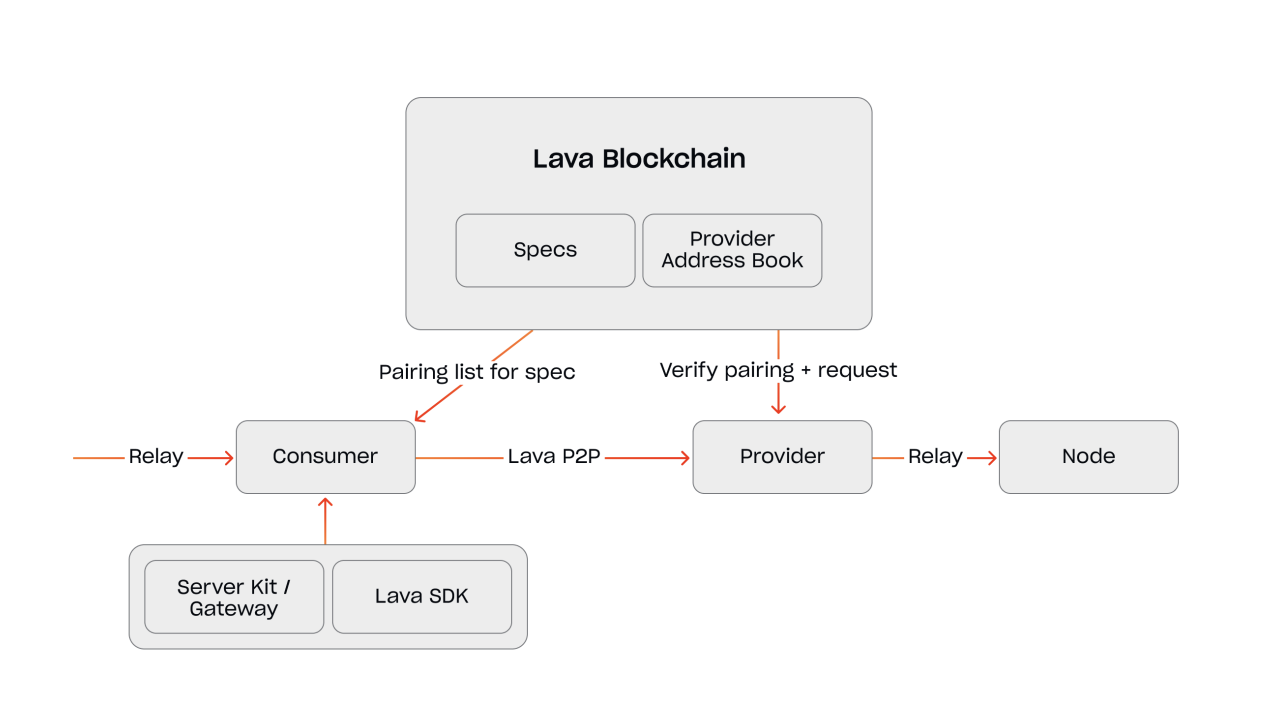 Lava Blockchain
Specs
Provider
Address Book
Pairing list for spec
Verify pairing + request
Relay
Consumer
Lava P2P
Provider
Relay
Node
Server Kit /
Gateway
Lava SDK